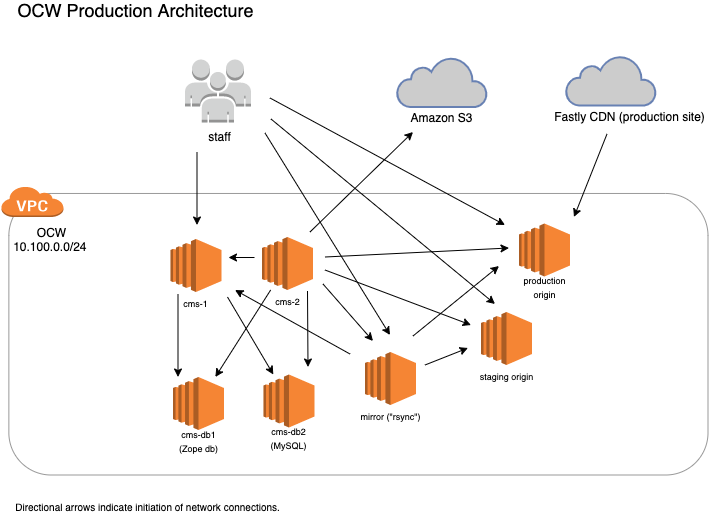 OCW Production Architecture
staff
Amazon S3
Fastly CDN (production site)
VPC
OCW
10.100.0.0/24
cms-1
cms-2
production
origin
staging origin
mirror ("rsync")
cms-db1
(Zope db)
cms-db2
(MySQL)
Directional arrows indicate initiation of network connections.